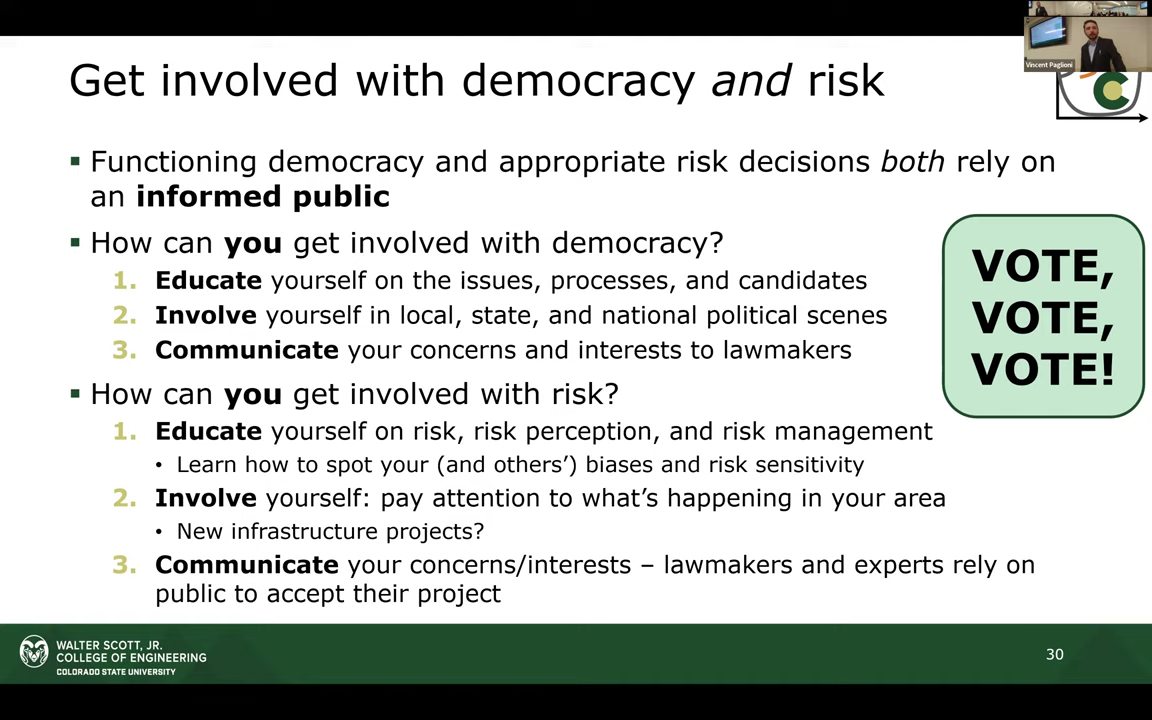 Vincent Paglioni
Get involved with democracy and risk
▪ Functioning democracy and appropriate risk decisions both rely on
an informed public
▪ How can you get involved with democracy?
1. Educate yourself on the issues, processes, and candidates
2. Involve yourself in local, state, and national political scenes
3. Communicate your concerns and interests to lawmakers
VOTE,
VOTE,
VOTE!
▪ How can you get involved with risk?
1. Educate yourself on risk, risk perception, and risk management
• Learn how to spot your (and others’) biases and risk sensitivity
2. Involve yourself: pay attention to what’s happening in your area
• New infrastructure projects?
3. Communicate your concerns/interests – lawmakers and experts rely on
public to accept their project
WALTER SCOTT, JR.
COLLEGE OF ENGINEERING
COLORADO STATE UNIVERSITY
30